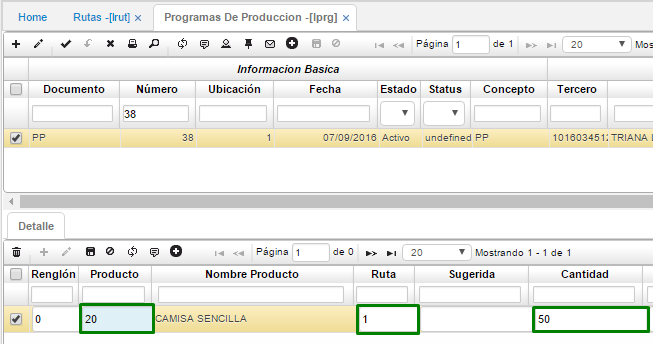 Home Rutas -[lrut] × Programas De Produccion -[lprg] ×
Página 1 de 1 20 Mos
Informacion Basica
Documento Número Ubicación Fecha Estado Status Concepto Tercero
38
PP 38 1 07/09/2016 Activo undefined PP 1016034512 TRIANA
Detalle
Página 1 de 0 20 Mostrando 1 - 1 de 1
Renglón Producto Nombre Producto Ruta Sugerida Cantidad
0 20 CAMISA SENCILLA 1 50